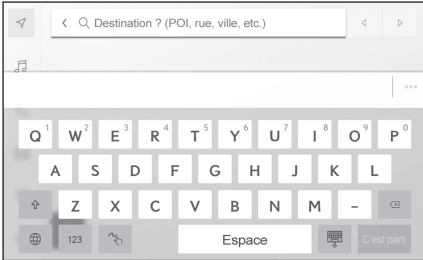 Destination ? (POI, rue, ville, etc.)
Q 1 W 2 E 3 R 4 T 5 Y 6 U 7 I 8 O 9 P 0
A S D F G H J K L
Z X C V B N M -
123 Espace C'est parti